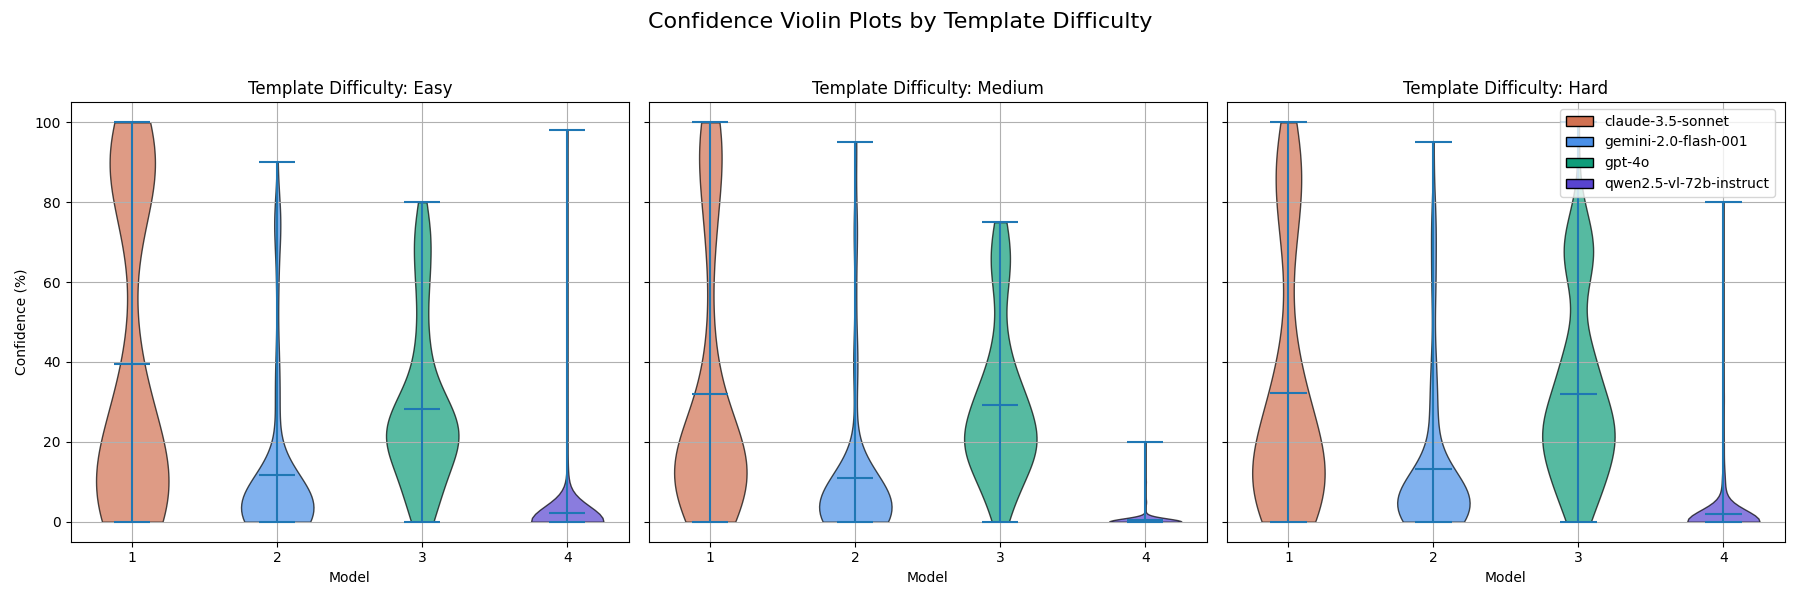 Confidence Violin Plots by Template Difficulty
Template Difficulty: Easy
Template Difficulty: Medium
Template Difficulty: Hard
Confidence (%)
100
80
60
40
20
0
1
2
3
4
Model
1
2
3
4
Model
1
2
3
4
Model
claude-3.5-sonnet
gemini-2.0-flash-001
gpt-4o
qwen2.5-vl-72b-instruct